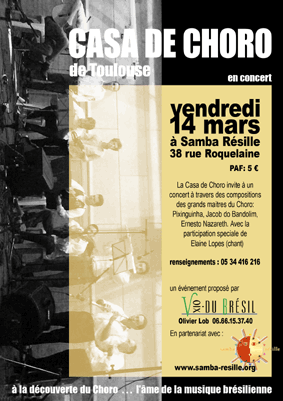 CASA DE CHORO
de Toulouse
en concert
vendredi
14 mars
à Samba Résille
38 rue Roquelaine
PAF: 5 €
La Casa de Choro invite à un
concert à travers des compositions
des grands maitres du Choro:
Pixinguinha, Jacob do Bandolim,
Ernesto Nazareth. Avec la
participation speciale de
Elaine Lopes (chant)
renseignements : 05 34 416 216
un événement proposé par
DU BRÉSIL
Olivier Lob 06.66.15.37.40
En partenariat avec :
www.samba-resille.org
à la découverte du Choro . . . l'âme de la musique brésilienne